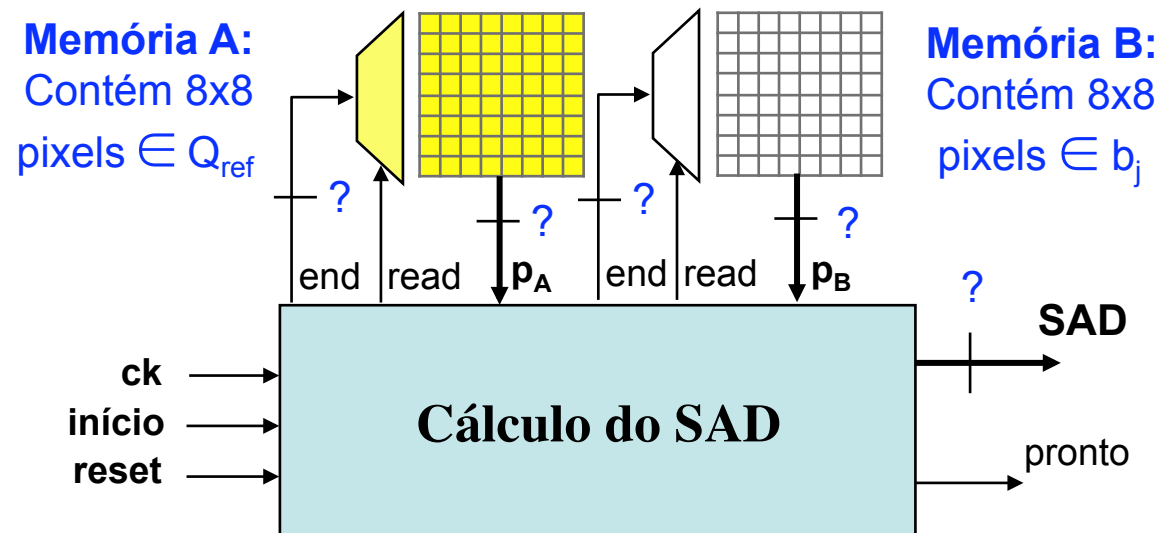 Memória A:
Contém 8x8
pixels ∈ Qref
Memória B:
Contém 8x8
pixels ∈ bj
?
?
?
?
end
read
pA
end
read
pB
?
SAD
ck
início
reset
Cálculo do SAD
pronto